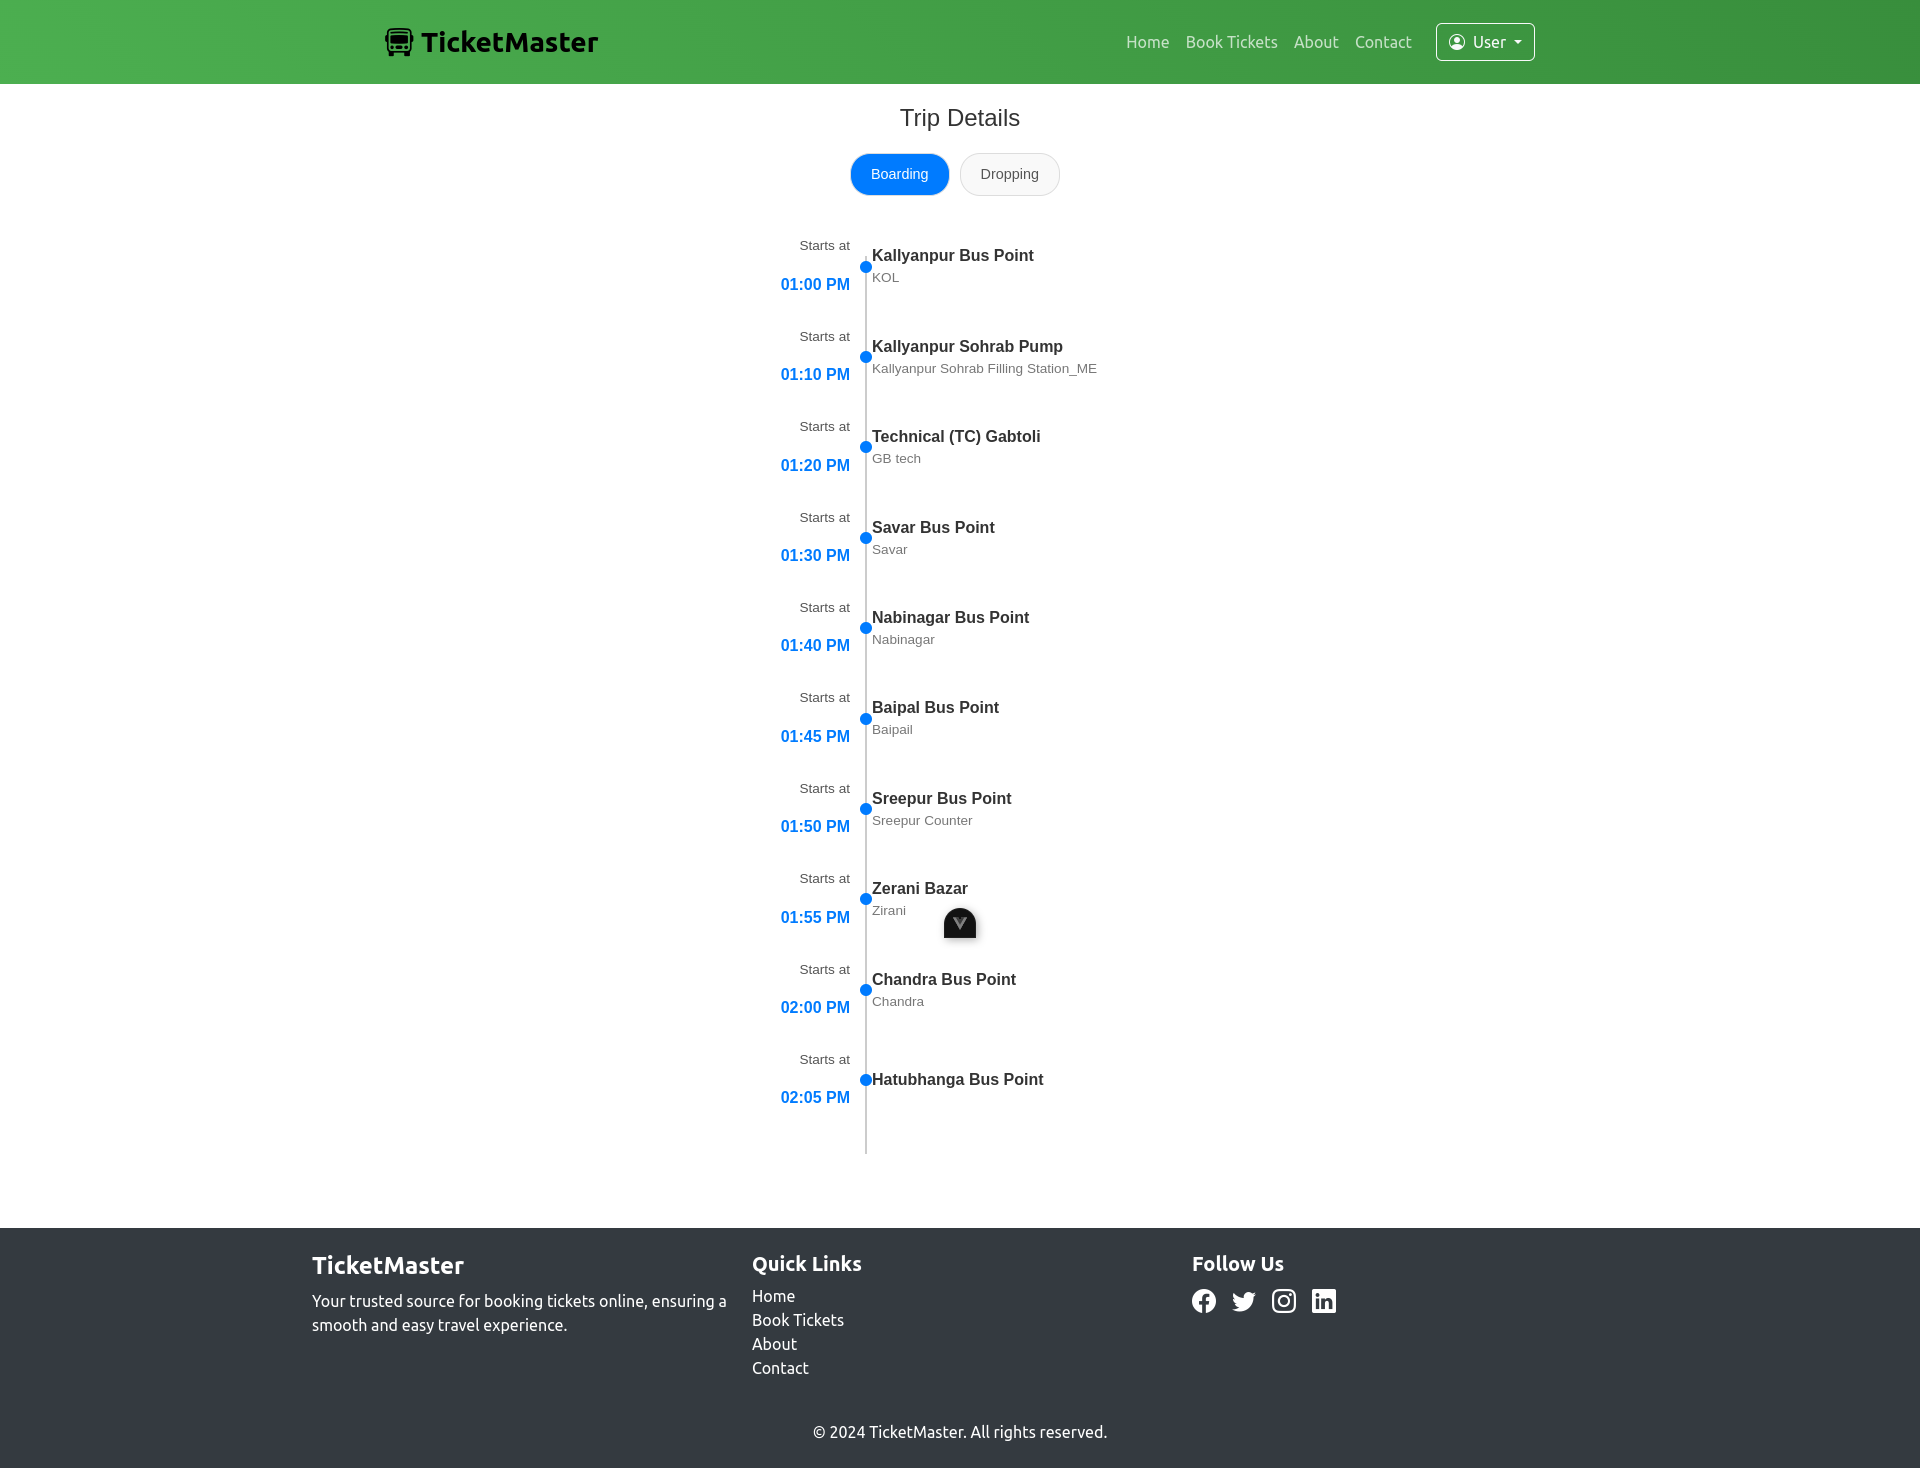 TicketMaster
Home Book Tickets About Contact User
Trip Details
Boarding Dropping
Starts at
01:00 PM
Kallyanpur Bus Point
KOL
Starts at
01:10 PM
Kallyanpur Sohrab Pump
Kallyanpur Sohrab Filling Station_ME
Starts at
01:20 PM
Technical (TC) Gabtoli
GB tech
Starts at
01:30 PM
Savar Bus Point
Savar
Starts at
01:40 PM
Nabinagar Bus Point
Nabinagar
Starts at
01:45 PM
Baipal Bus Point
Baipail
Starts at
01:50 PM
Sreepur Bus Point
Sreepur Counter
Starts at
01:55 PM
Zerani Bazar
Zirani
Starts at
02:00 PM
Chandra Bus Point
Chandra
Starts at
02:05 PM
Hatubhanga Bus Point
TicketMaster
Your trusted source for booking tickets online, ensuring a
smooth and easy travel experience.
Quick Links
Home
Book Tickets
About
Contact
Follow Us
© 2024 TicketMaster. All rights reserved.